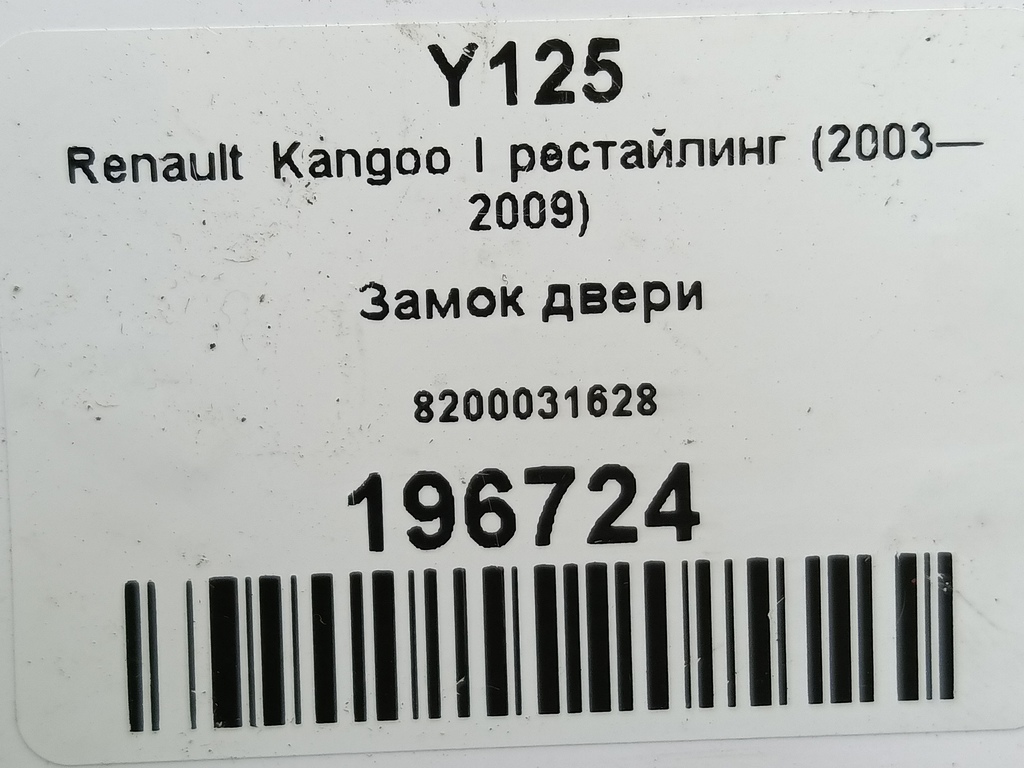 Y125
Renault Kangoo I рестайлинг (2003—
2009)
Замок двери
8200031628
196724